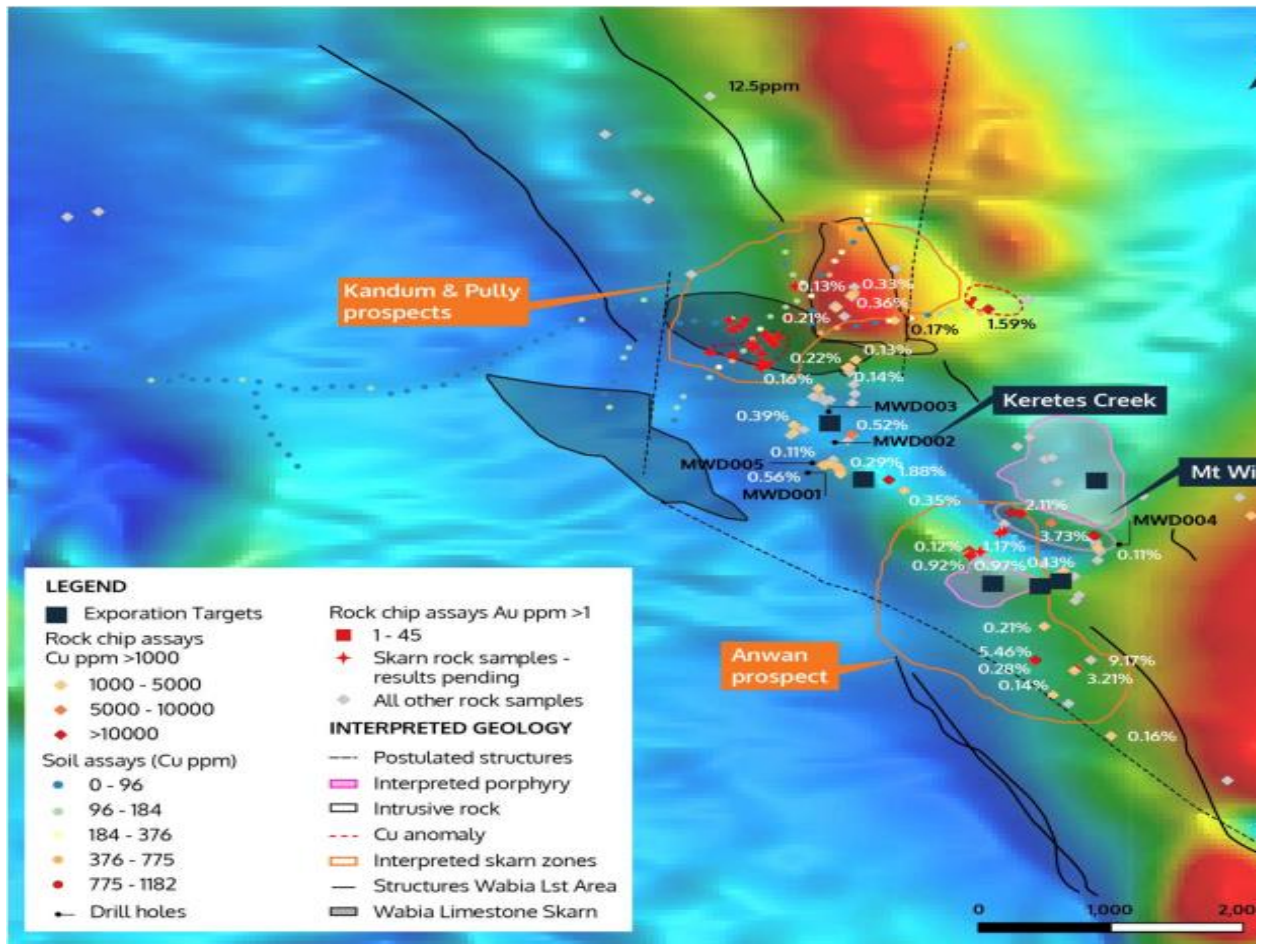 12.5ppm
Kandum & Pully
prospects
0.13%
0.33%
0.36%
0.21%
0.17%
1.59%
0.22%
0.13%
0.16%
0.14%
MWD003
Keretes Creek
0.39%
0.52%
MWD002
0.11%
MWD005
0.29%
1.88%
0.56%
MWD001
0.35%
Mt Wi
2.11%
MWD004
3.73%
0.12%
1.17%
0.11%
0.92%
0.97%
0.43%
0.21%
Anwan
prospect
5.46%
9.17%
0.28%
3.21%
0.14%
0.16%
LEGEND
Exporation Targets
Rock chip assays
Cu ppm >1000
1000 - 5000
5000 - 10000
>10000
Soil assays (Cu ppm)
0 - 96
96 - 184
184 - 376
376 - 775
775 - 1182
Drill holes
Rock chip assays Au ppm >1
1 - 45
Skarn rock samples -
results pending
All other rock samples
INTERPRETED GEOLOGY
Postulated structures
Interpreted porphyry
Intrusive rock
Cu anomaly
Interpreted skarn zones
Structures Wabia Lst Area
Wabia Limestone Skarn
0 1,000 2,00